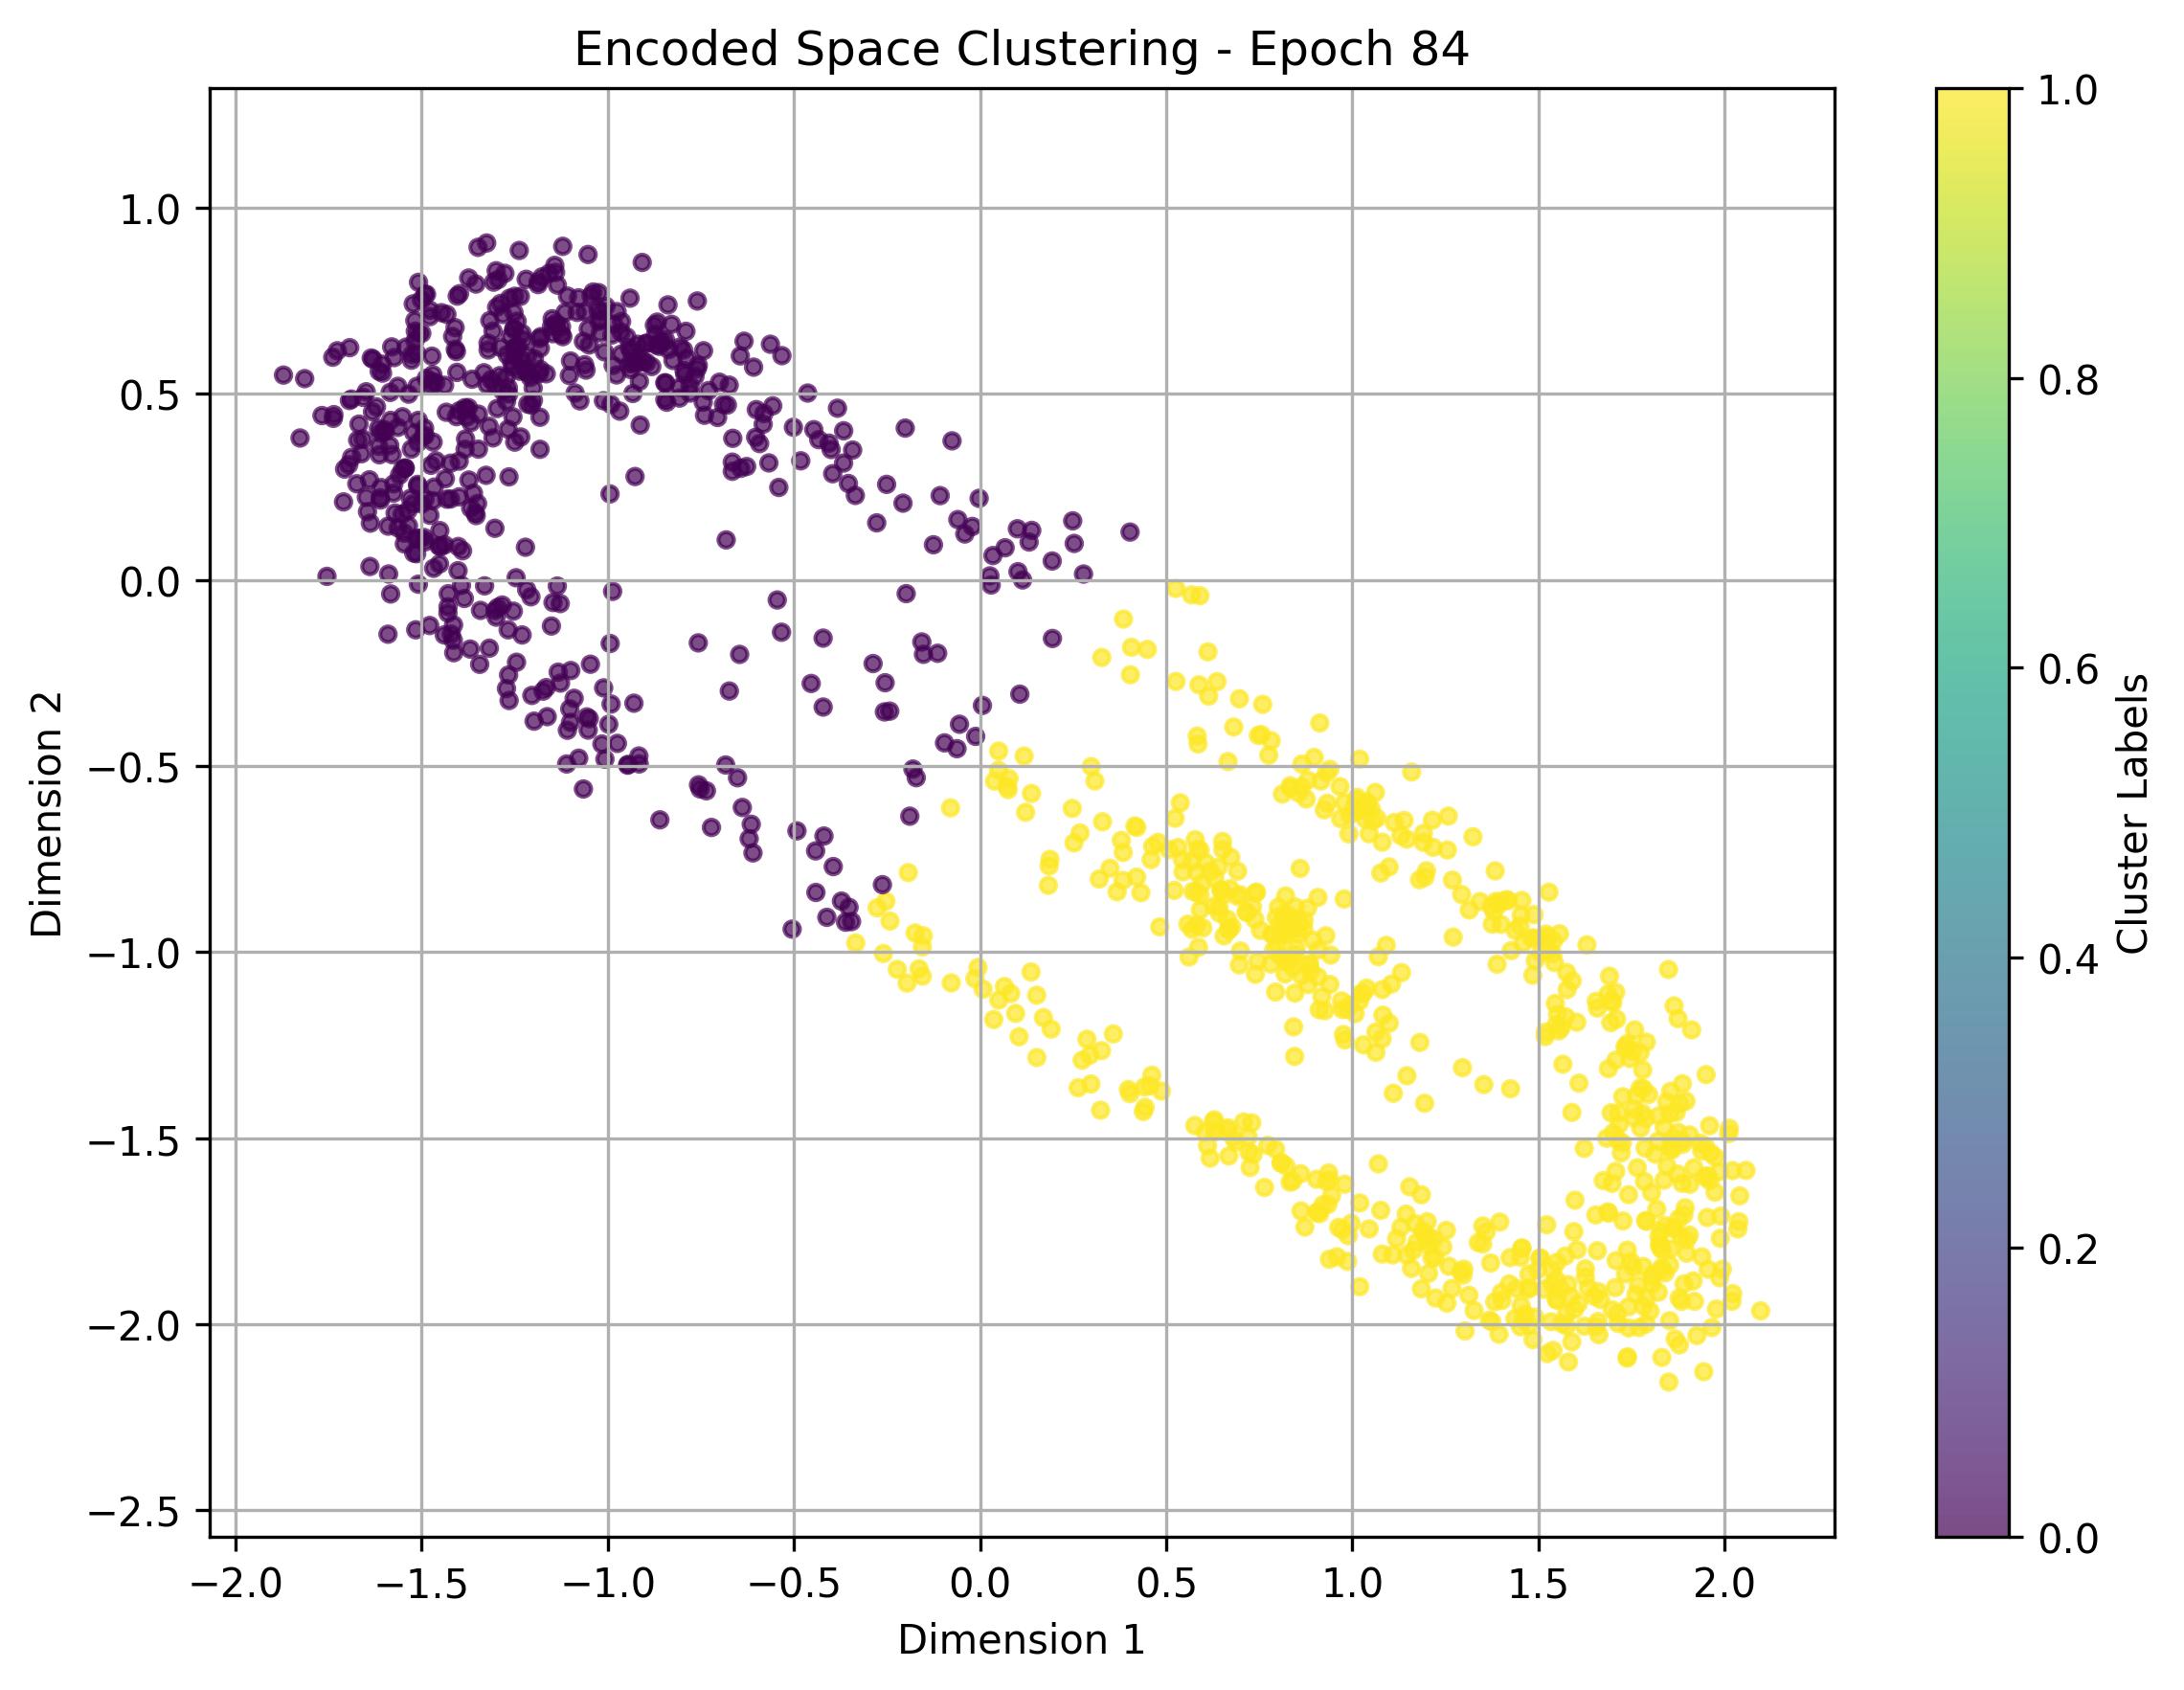 Encoded Space Clustering - Epoch 84
1.0
0.5
0.0
−0.5
−1.0
−1.5
−2.0
−2.5
Dimension 2
−2.0 −1.5 −1.0 −0.5 0.0 0.5 1.0 1.5 2.0
Dimension 1
1.0
0.8
0.6
0.4
0.2
0.0
Cluster Labels